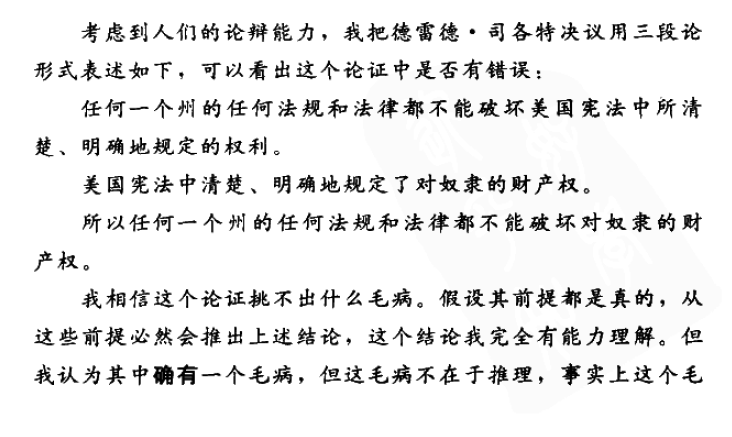 考虑到人们的论辩能力，我把德雷德·司各特决议用三段论
形式表述如下，可以看出这个论证中是否有错误：
任何一个州的任何法规和法律都不能破坏美国宪法中所清
楚、明确地规定的权利。
美国宪法中清楚、明确地规定了对奴隶的财产权。
所以任何一个州的任何法规和法律都不能破坏对奴隶的财
产权。
我相信这个论证挑不出什么毛病。假设其前提都是真的，从
这些前提必然会推出上述结论，这个结论我完全有能力理解。但
我认为其中确有一个毛病，但这毛病不在于推理，事实上这个毛